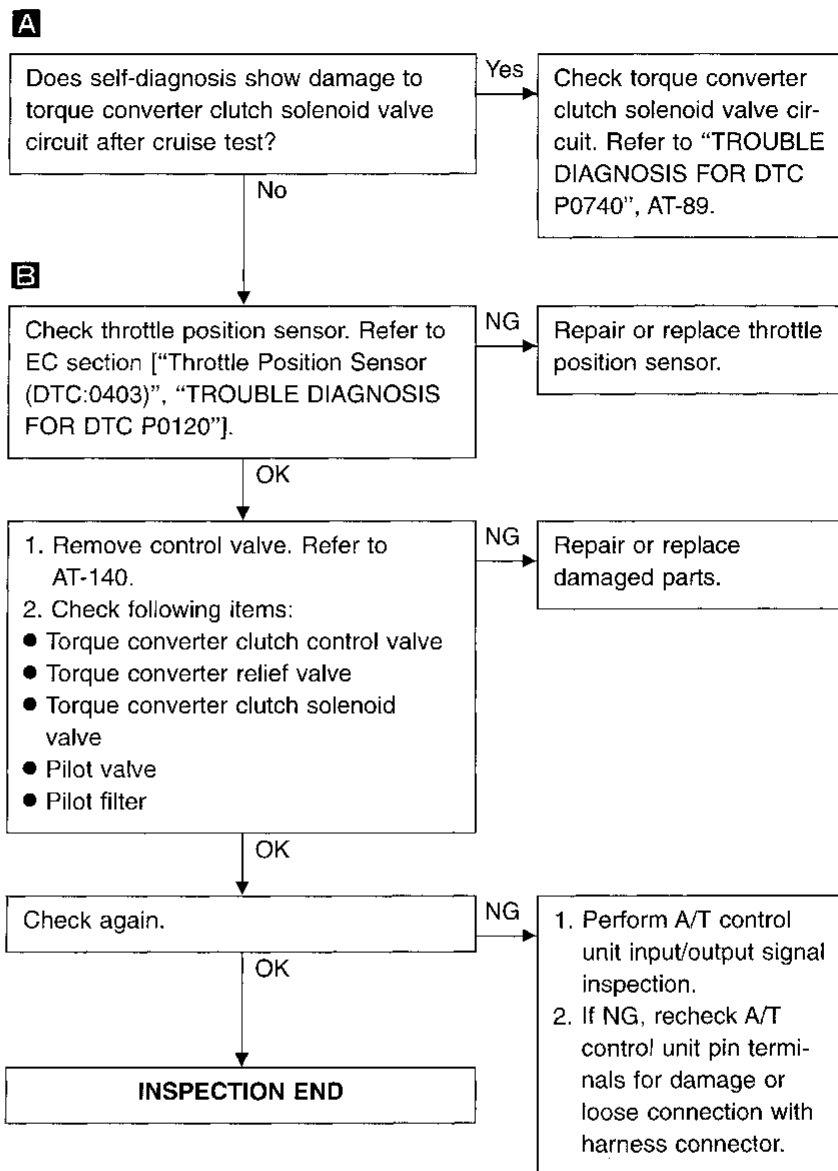 A
Does self-diagnosis show damage to
torque converter clutch solenoid valve
circuit after cruise test?
Yes
Check torque converter
clutch solenoid valve cir-
cuit. Refer to “TROUBLE
DIAGNOSIS FOR DTC
P0740”, AT-89.
No
B
Check throttle position sensor. Refer to
EC section [“Throttle Position Sensor
(DTC:0403)”, “TROUBLE DIAGNOSIS
FOR DTC P0120”].
NG
Repair or replace throttle
position sensor.
OK
1. Remove control valve. Refer to
AT-140.
2. Check following items:
● Torque converter clutch control valve
● Torque converter relief valve
● Torque converter clutch solenoid
valve
● Pilot valve
● Pilot filter
NG
Repair or replace
damaged parts.
OK
Check again.
NG
1. Perform A/T control
unit input/output signal
inspection.
2. If NG, recheck A/T
control unit pin termi-
nals for damage or
loose connection with
harness connector.
OK
INSPECTION END